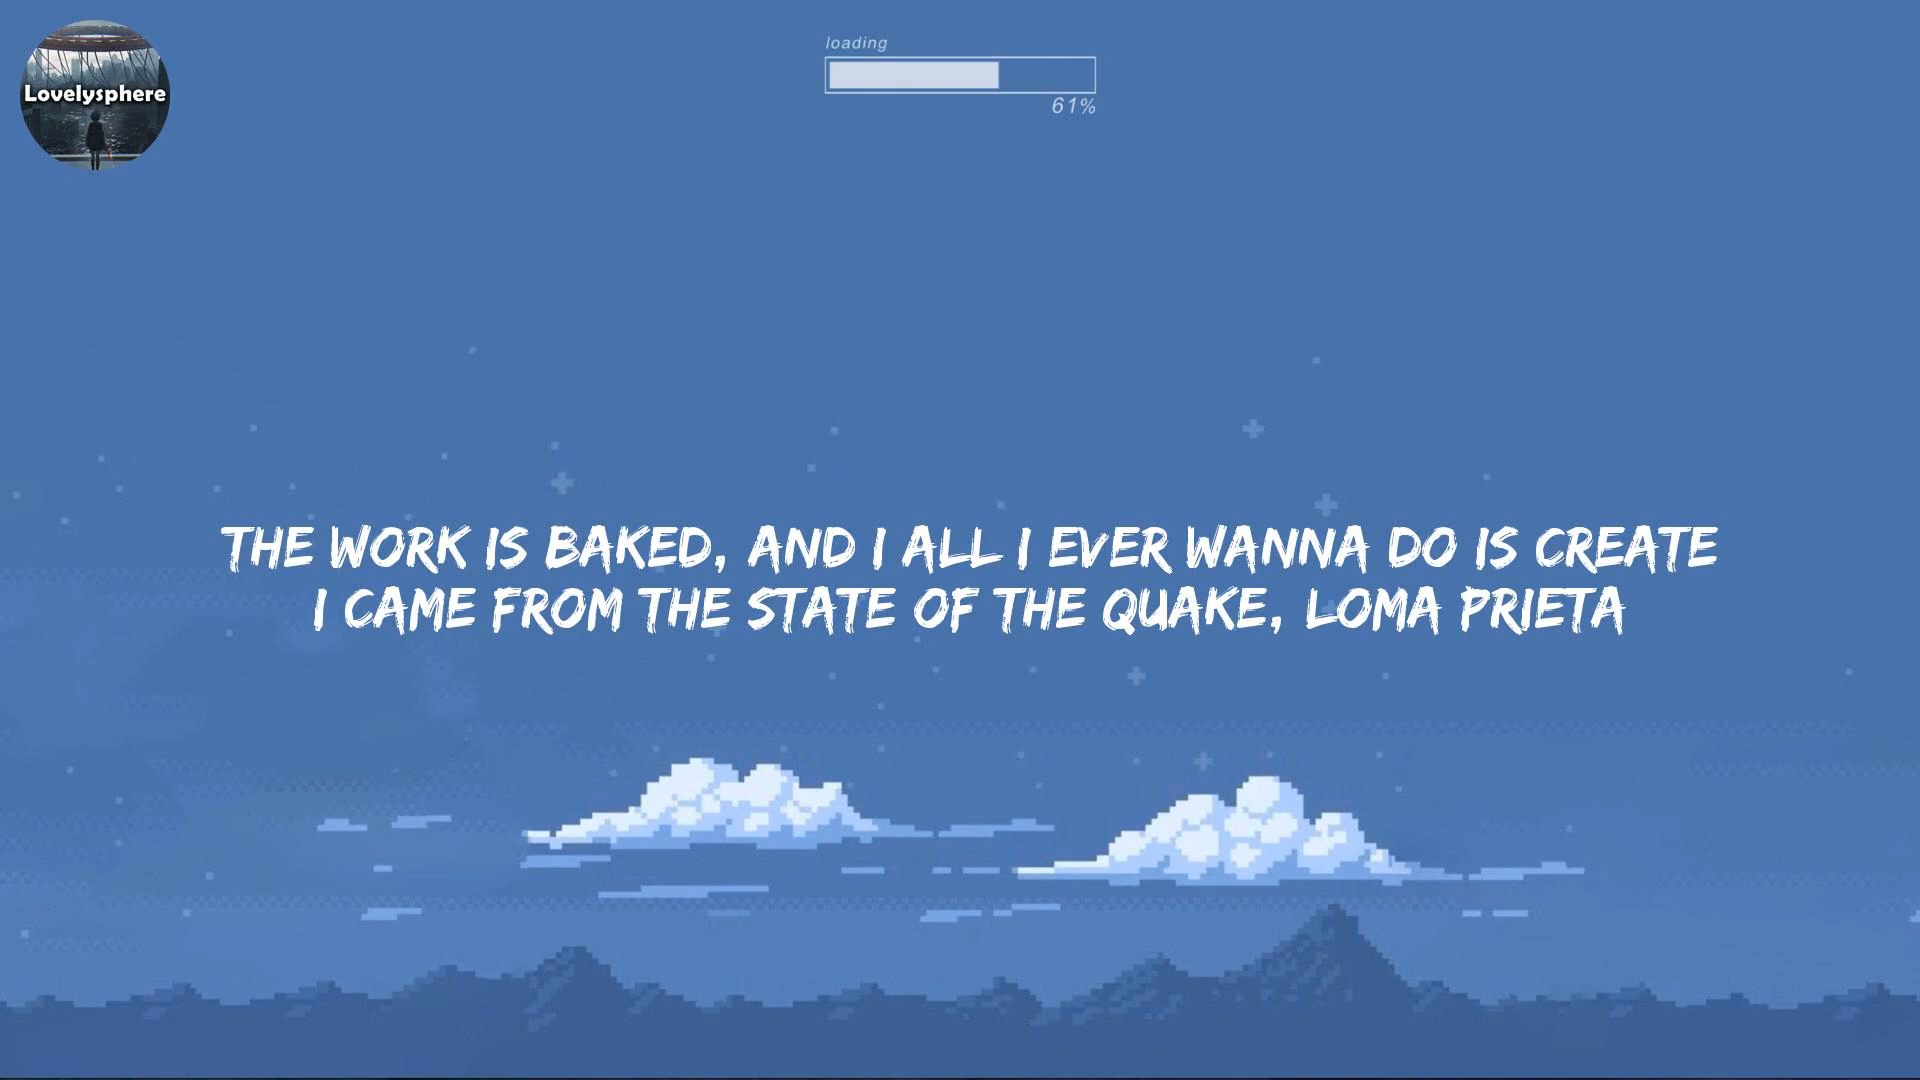 Lovelysphere
loading
61%
THE WORK IS BAKED, AND I ALL I EVER WANNA DO IS CREATE
I CAME FROM THE STATE OF THE QUAKE, LOMA PRIETA